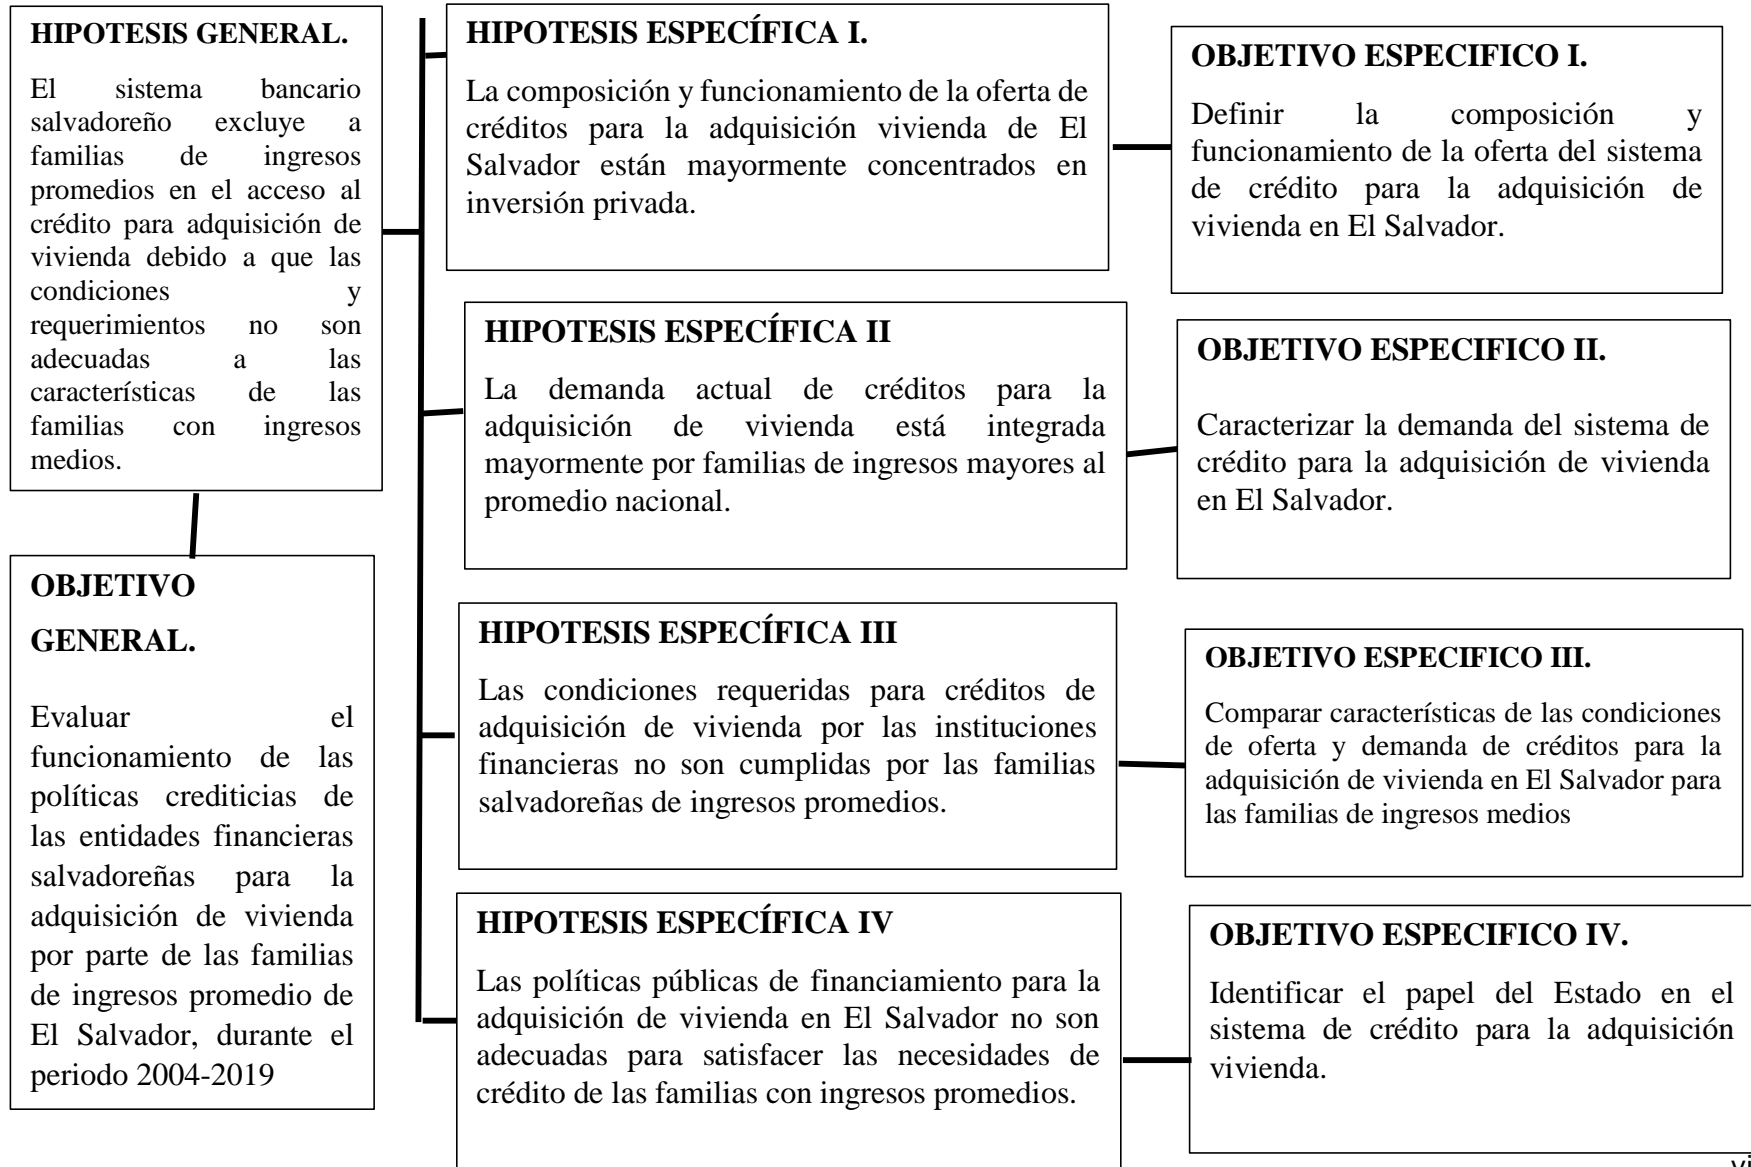 HIPOTESIS GENERAL.
El sistema bancario
salvadoreño excluye a
familias de ingresos
promedios en el acceso al
crédito para adquisición de
vivienda debido a que las
condiciones y
requerimientos no son
adecuadas a las
características de las
familias con ingresos
medios.
OBJETIVO
GENERAL.
Evaluar el
funcionamiento de las
políticas crediticias de
las entidades financieras
salvadoreñas para la
adquisición de vivienda
por parte de las familias
de ingresos promedio de
El Salvador, durante el
periodo 2004-2019
HIPOTESIS ESPECÍFICA I.
La composición y funcionamiento de la oferta de
créditos para la adquisición vivienda de El
Salvador están mayormente concentrados en
inversión privada.
OBJETIVO ESPECIFICO I.
Definir la composición y
funcionamiento de la oferta del sistema
de crédito para la adquisición de
vivienda en El Salvador.
HIPOTESIS ESPECÍFICA II
La demanda actual de créditos para la
adquisición de vivienda está integrada
mayormente por familias de ingresos mayores al
promedio nacional.
OBJETIVO ESPECIFICO II.
Caracterizar la demanda del sistema de
crédito para la adquisición de vivienda
en El Salvador.
HIPOTESIS ESPECÍFICA III
Las condiciones requeridas para créditos de
adquisición de vivienda por las instituciones
financieras no son cumplidas por las familias
salvadoreñas de ingresos promedios.
OBJETIVO ESPECIFICO III.
Comparar características de las condiciones
de oferta y demanda de créditos para la
adquisición de vivienda en El Salvador para
las familias de ingresos medios
HIPOTESIS ESPECÍFICA IV
Las políticas públicas de financiamiento para la
adquisición de vivienda en El Salvador no son
adecuadas para satisfacer las necesidades de
crédito de las familias con ingresos promedios.
OBJETIVO ESPECIFICO IV.
Identificar el papel del Estado en el
sistema de crédito para la adquisición
vivienda.